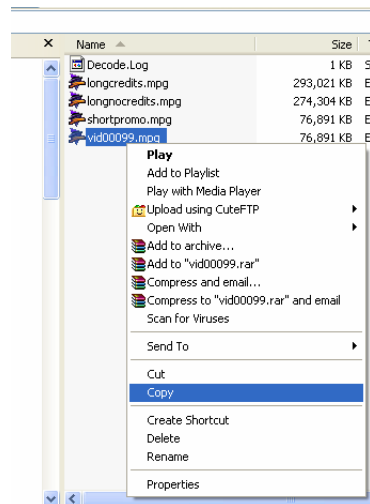 Name Size
Decode.Log 1 KB S
longcredits.mpg 293,021 KB E
longnocredits.mpg 274,304 KB E
shortpromo.mpg 76,891 KB E
vid00099.mpg 76,891 KB E
Play
Add to Playlist
Play with Media Player
Upload using CuteFTP
Open With
Add to archive...
Add to "vid00099.rar"
Compress and email...
Compress to "vid00099.rar" and email
Scan for Viruses
Send To
Cut
Copy
Create Shortcut
Delete
Rename
Properties